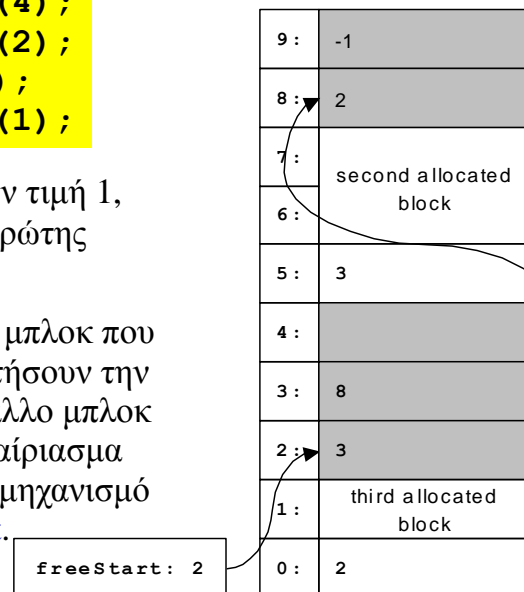 (4);
(2);
);
(1);
ν τιμή 1,
ρώτης
μπλοκ που
τήσουν την
λλο μπλοκ
αίριασμα
μηχανισμό
.
freeStart: 2
9: -1
8: 2
7:
second allocated
block
6:
5: 3
4:
3: 8
2: 3
1:
third allocated
block
0: 2